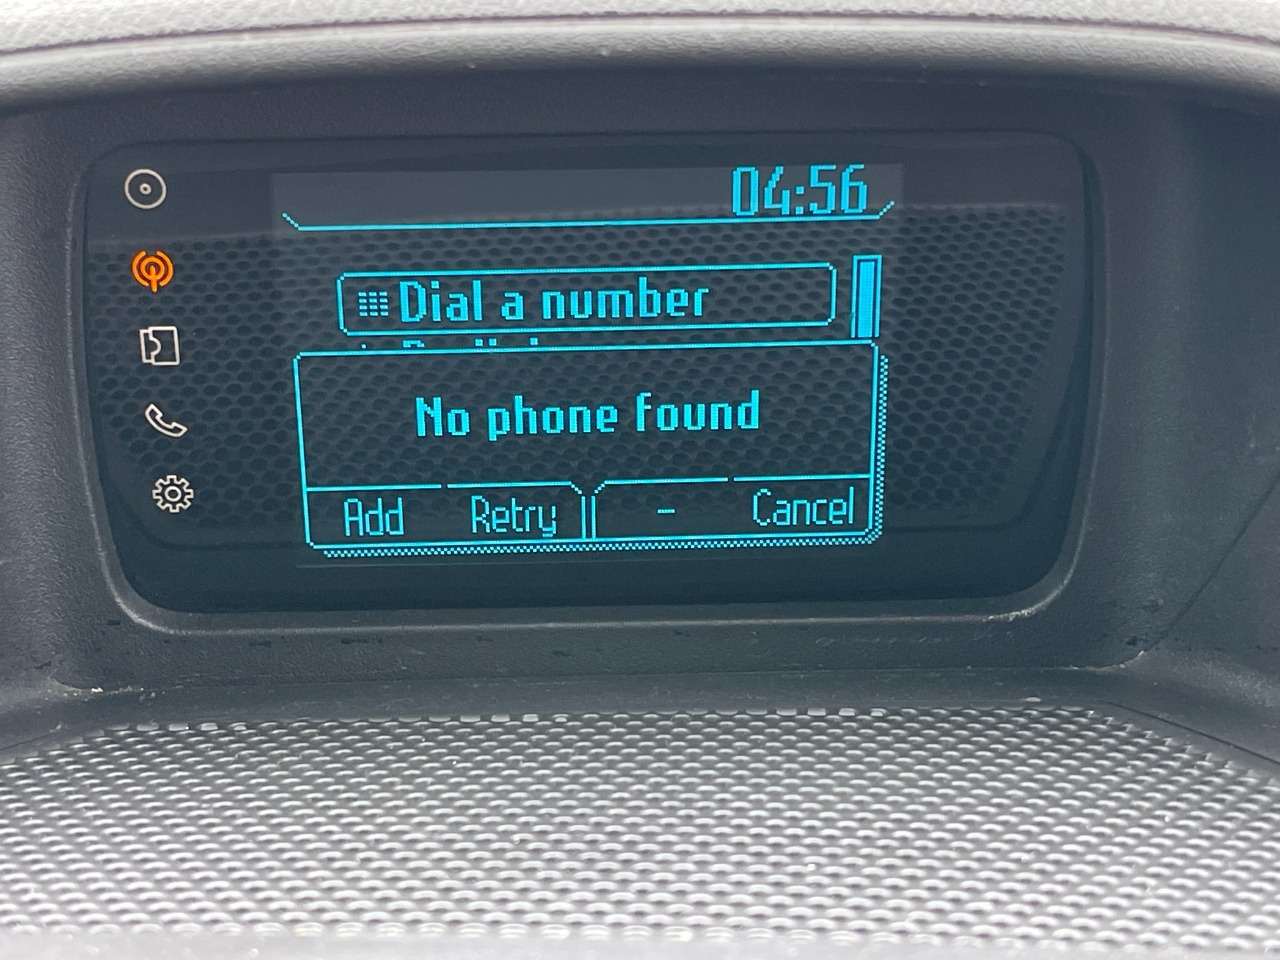 04:56
Dial a number
No phone found
Add Retry - Cancel